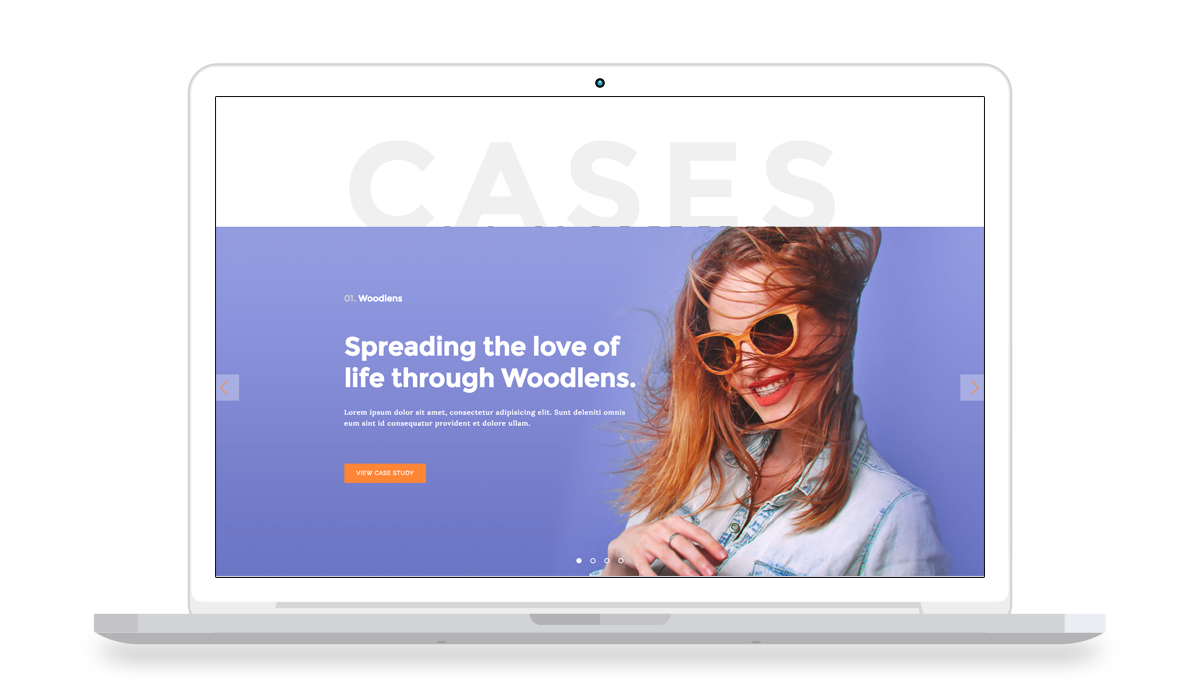 CASES
01. Woodlens
Spreading the love of
life through Woodlens.
Lorem ipsum dolor sit amet, consectetur adipisicing elit. Sunt deleniti omnis
eum sint id consequatur provident et dolore ullam.
VIEW CASE STUDY